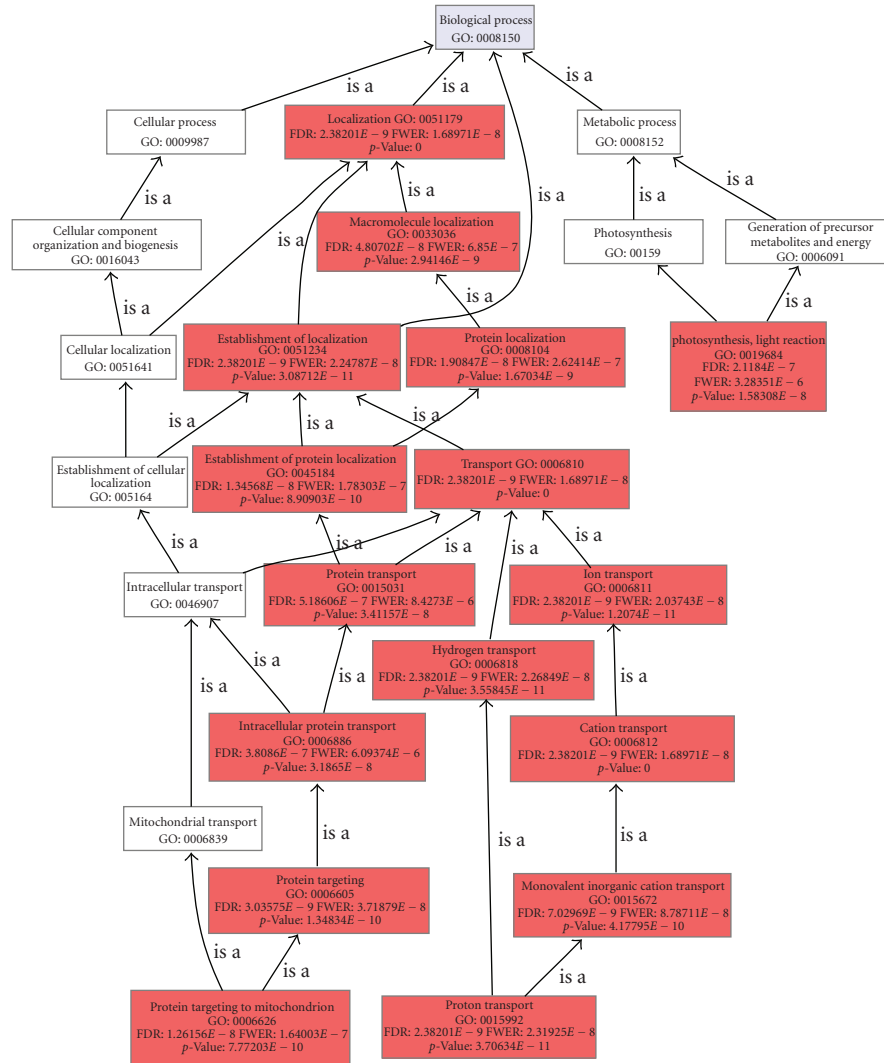 Biological process
GO: 0008150
is a
is a
is a
is a
Cellular process
GO: 0009987
Localization GO: 0051179
FDR: 2.38201E − 9 FWER: 1.68971E − 8
p-Value: 0
Metabolic process
GO: 0008152
is a
is a
is a
is a
is a
Cellular component
organization and biogenesis
GO: 0016043
Macromolecule localization
GO: 0033036
FDR: 4.80702E − 8 FWER: 6.85E − 7
p-Value: 2.94146E − 9
Photosynthesis
GO: 00159
Generation of precursor
metabolites and energy
GO: 0006091
is a
is a
is a
Cellular localization
GO: 0051641
Establishment of localization
GO: 0051234
FDR: 2.38201E − 9 FWER: 2.24787E − 8
p-Value: 3.08712E − 11
Protein localization
GO: 0008104
FDR: 1.90847E − 8 FWER: 2.62414E − 7
p-Value: 1.67034E − 9
photosynthesis, light reaction
GO: 0019684
FDR: 2.1184E − 7
FWER: 3.28351E − 6
p-Value: 1.58308E − 8
is a
is a
is a
Establishment of cellular
localization
GO: 005164
Establishment of protein localization
GO: 0045184
FDR: 1.34568E − 8 FWER: 1.78303E − 7
p-Value: 8.90903E − 10
Transport GO: 0006810
FDR: 2.38201E − 9 FWER: 1.68971E − 8
p-Value: 0
is a
is a
is a
is a
is a
Intracellular transport
GO: 0046907
Protein transport
GO: 0015031
FDR: 5.18606E − 7 FWER: 8.4273E − 6
p-Value: 3.41157E − 8
Ion transport
GO: 0006811
FDR: 2.38201E − 9 FWER: 2.03743E − 8
p-Value: 1.2074E − 11
Hydrogen transport
GO: 0006818
FDR: 2.38201E − 9 FWER: 2.26849E − 8
p-Value: 3.55845E − 11
is a
is a
is a
is a
Intracellular protein transport
GO: 0006886
FDR: 3.8086E − 7 FWER: 6.09374E − 6
p-Value: 3.1865E − 8
Cation transport
GO: 0006812
FDR: 2.38201E − 9 FWER: 1.68971E − 8
p-Value: 0
Mitochondrial transport
GO: 0006839
is a
is a
is a
Protein targeting
GO: 0006605
FDR: 3.03575E − 9 FWER: 3.71879E − 8
p-Value: 1.34834E − 10
Monovalent inorganic cation transport
GO: 0015672
FDR: 7.02969E − 9 FWER: 8.78711E − 8
p-Value: 4.17795E − 10
is a
is a
is a
Protein targeting to mitochondrion
GO: 0006626
FDR: 1.26156E − 8 FWER: 1.64003E − 7
p-Value: 7.77203E − 10
Proton transport
GO: 0015992
FDR: 2.38201E − 9 FWER: 2.31925E − 8
p-Value: 3.70634E − 11